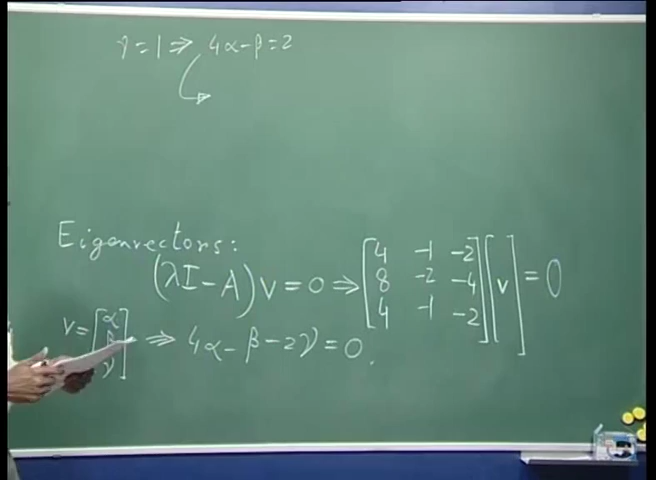 γ=1 ⇒ 4α-β=2
Eigenvectors:
(λI-A)v=0 ⇒ [4 -1 -2; 8 -2 -4; 4 -1 -2][v]=0
v=[α β γ] ⇒ 4α-β-2γ=0.